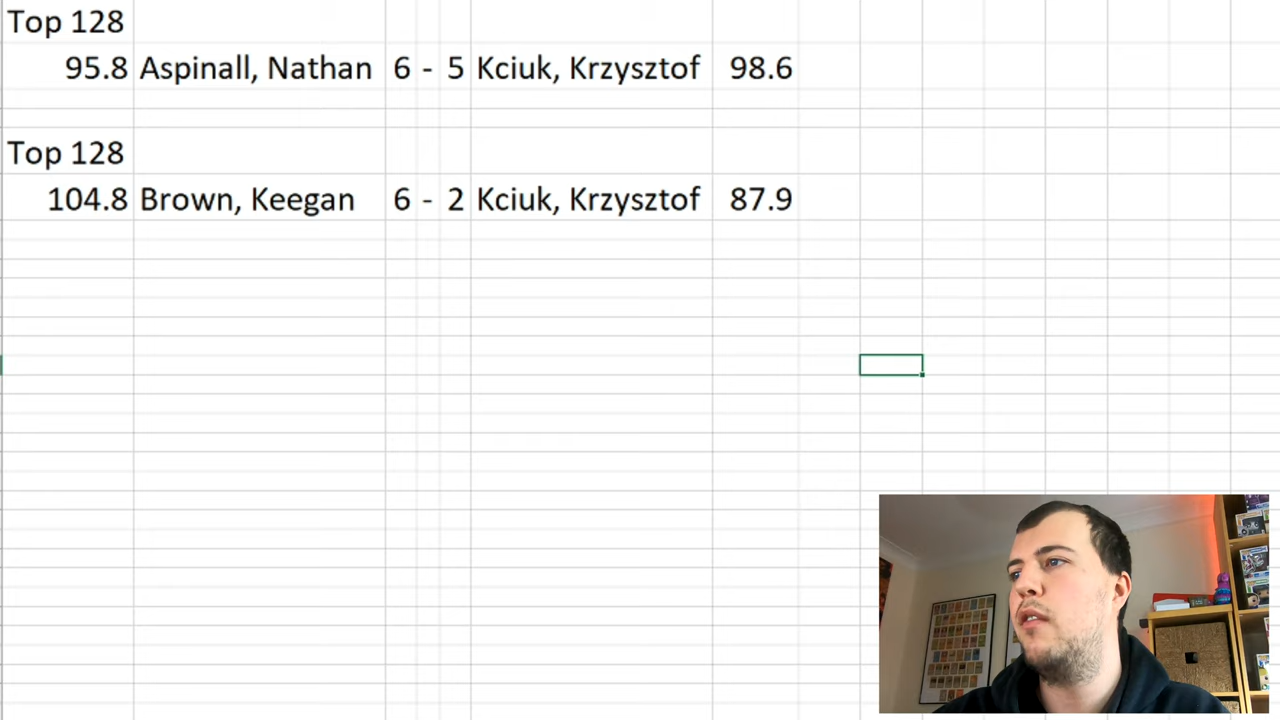 Top 128
95.8 Aspinall, Nathan 6 - 5 Kciuk, Krzysztof 98.6
Top 128
104.8 Brown, Keegan 6 - 2 Kciuk, Krzysztof 87.9